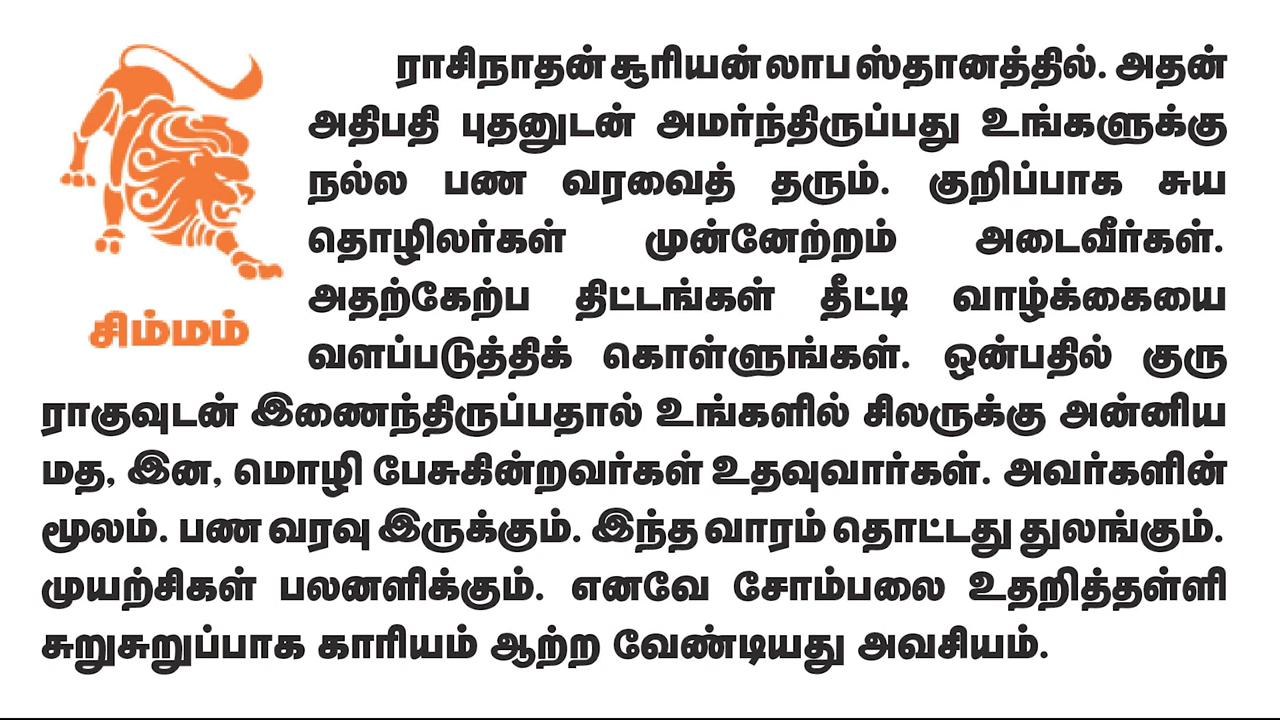 ராசிநாதன் சூரியன் லாப ஸ்தானத்தில். அதன்
அதிபதி புதனுடன் அமர்ந்திருப்பது உங்களுக்கு
நல்ல பண வரவைத் தரும். குறிப்பாக சுய
தொழிலர்கள் முன்னேற்றம் அடைவீர்கள்.
அதற்கேற்ப திட்டங்கள் தீட்டி வாழ்க்கையை
வளப்படுத்திக் கொள்ளுங்கள். ஒன்பதில் குரு
சிம்மம்
ராகுவுடன் இணைந்திருப்பதால் உங்களில் சிலருக்கு அன்னிய
மத, இன, மொழி பேசுகின்றவர்கள் உதவுவார்கள். அவர்களின்
மூலம். பண வரவு இருக்கும். இந்த வாரம் தொட்டது துலங்கும்.
முயற்சிகள் பலனளிக்கும். எனவே சோம்பலை உதறித்தள்ளி
சுறுசுறுப்பாக காரியம் ஆற்ற வேண்டியது அவசியம்.